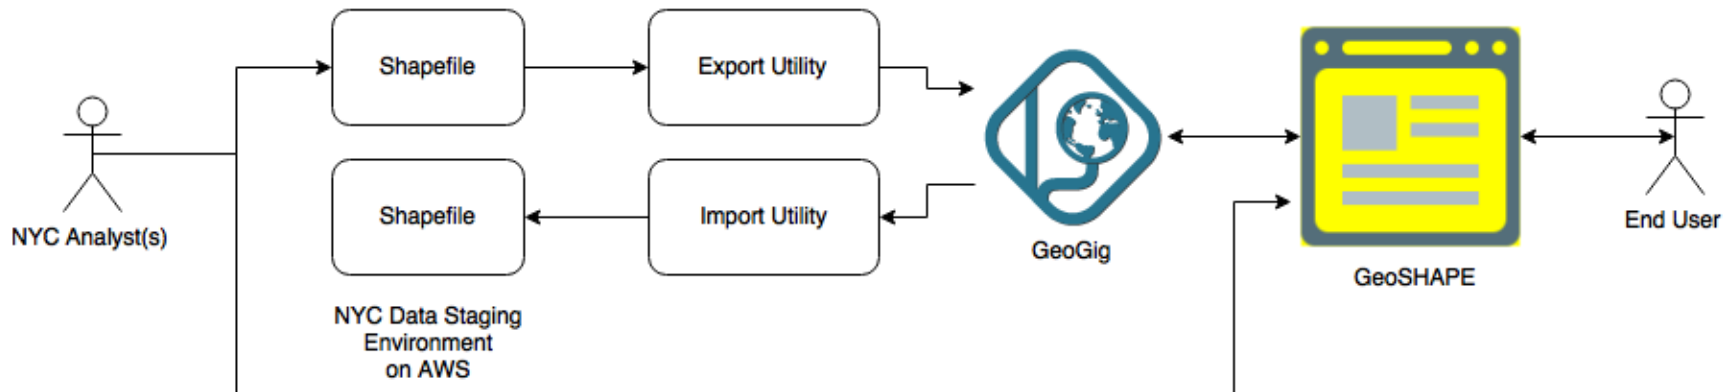 Shapefile
Export Utility
NYC Analyst(s)
Shapefile
Import Utility
GeoGig
GeoSHAPE
End User
NYC Data Staging
Environment
on AWS